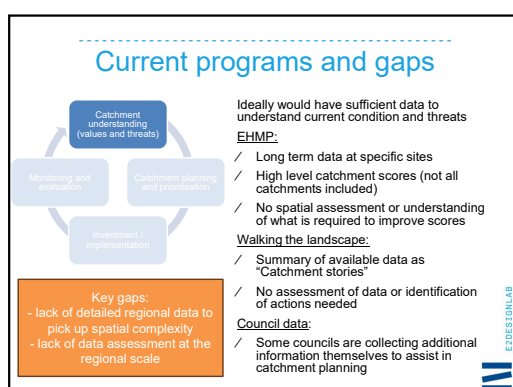 Current programs and gaps
Catchment
understanding
(values and threats)
Monitoring and
evaluation
Catchment planning
and prioritisation
Investment /
implementation
Key gaps:
- lack of detailed regional data to
pick up spatial complexity
- lack of data assessment at the
regional scale
Ideally would have sufficient data to
understand current condition and threats
EHMP:
⁄ Long term data at specific sites
⁄ High level catchment scores (not all
catchments included)
⁄ No spatial assessment or understanding
of what is required to improve scores
Walking the landscape:
⁄ Summary of available data as
“Catchment stories”
⁄ No assessment of data or identification
of actions needed
Council data:
⁄ Some councils are collecting additional
information themselves to assist in
catchment planning
E2DESIGNLAB